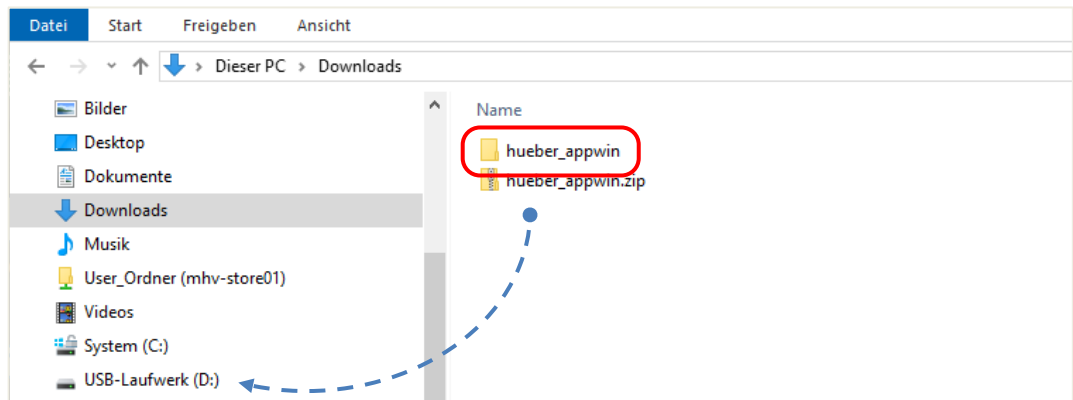 Datei Start Freigeben Ansicht
Dieser PC > Downloads
Bilder
Desktop
Dokumente
Downloads
Musik
User_Ordner (mhv-store01)
Videos
System (C:)
USB-Laufwerk (D:)
Name
hueber_appwin
hueber_appwin.zip